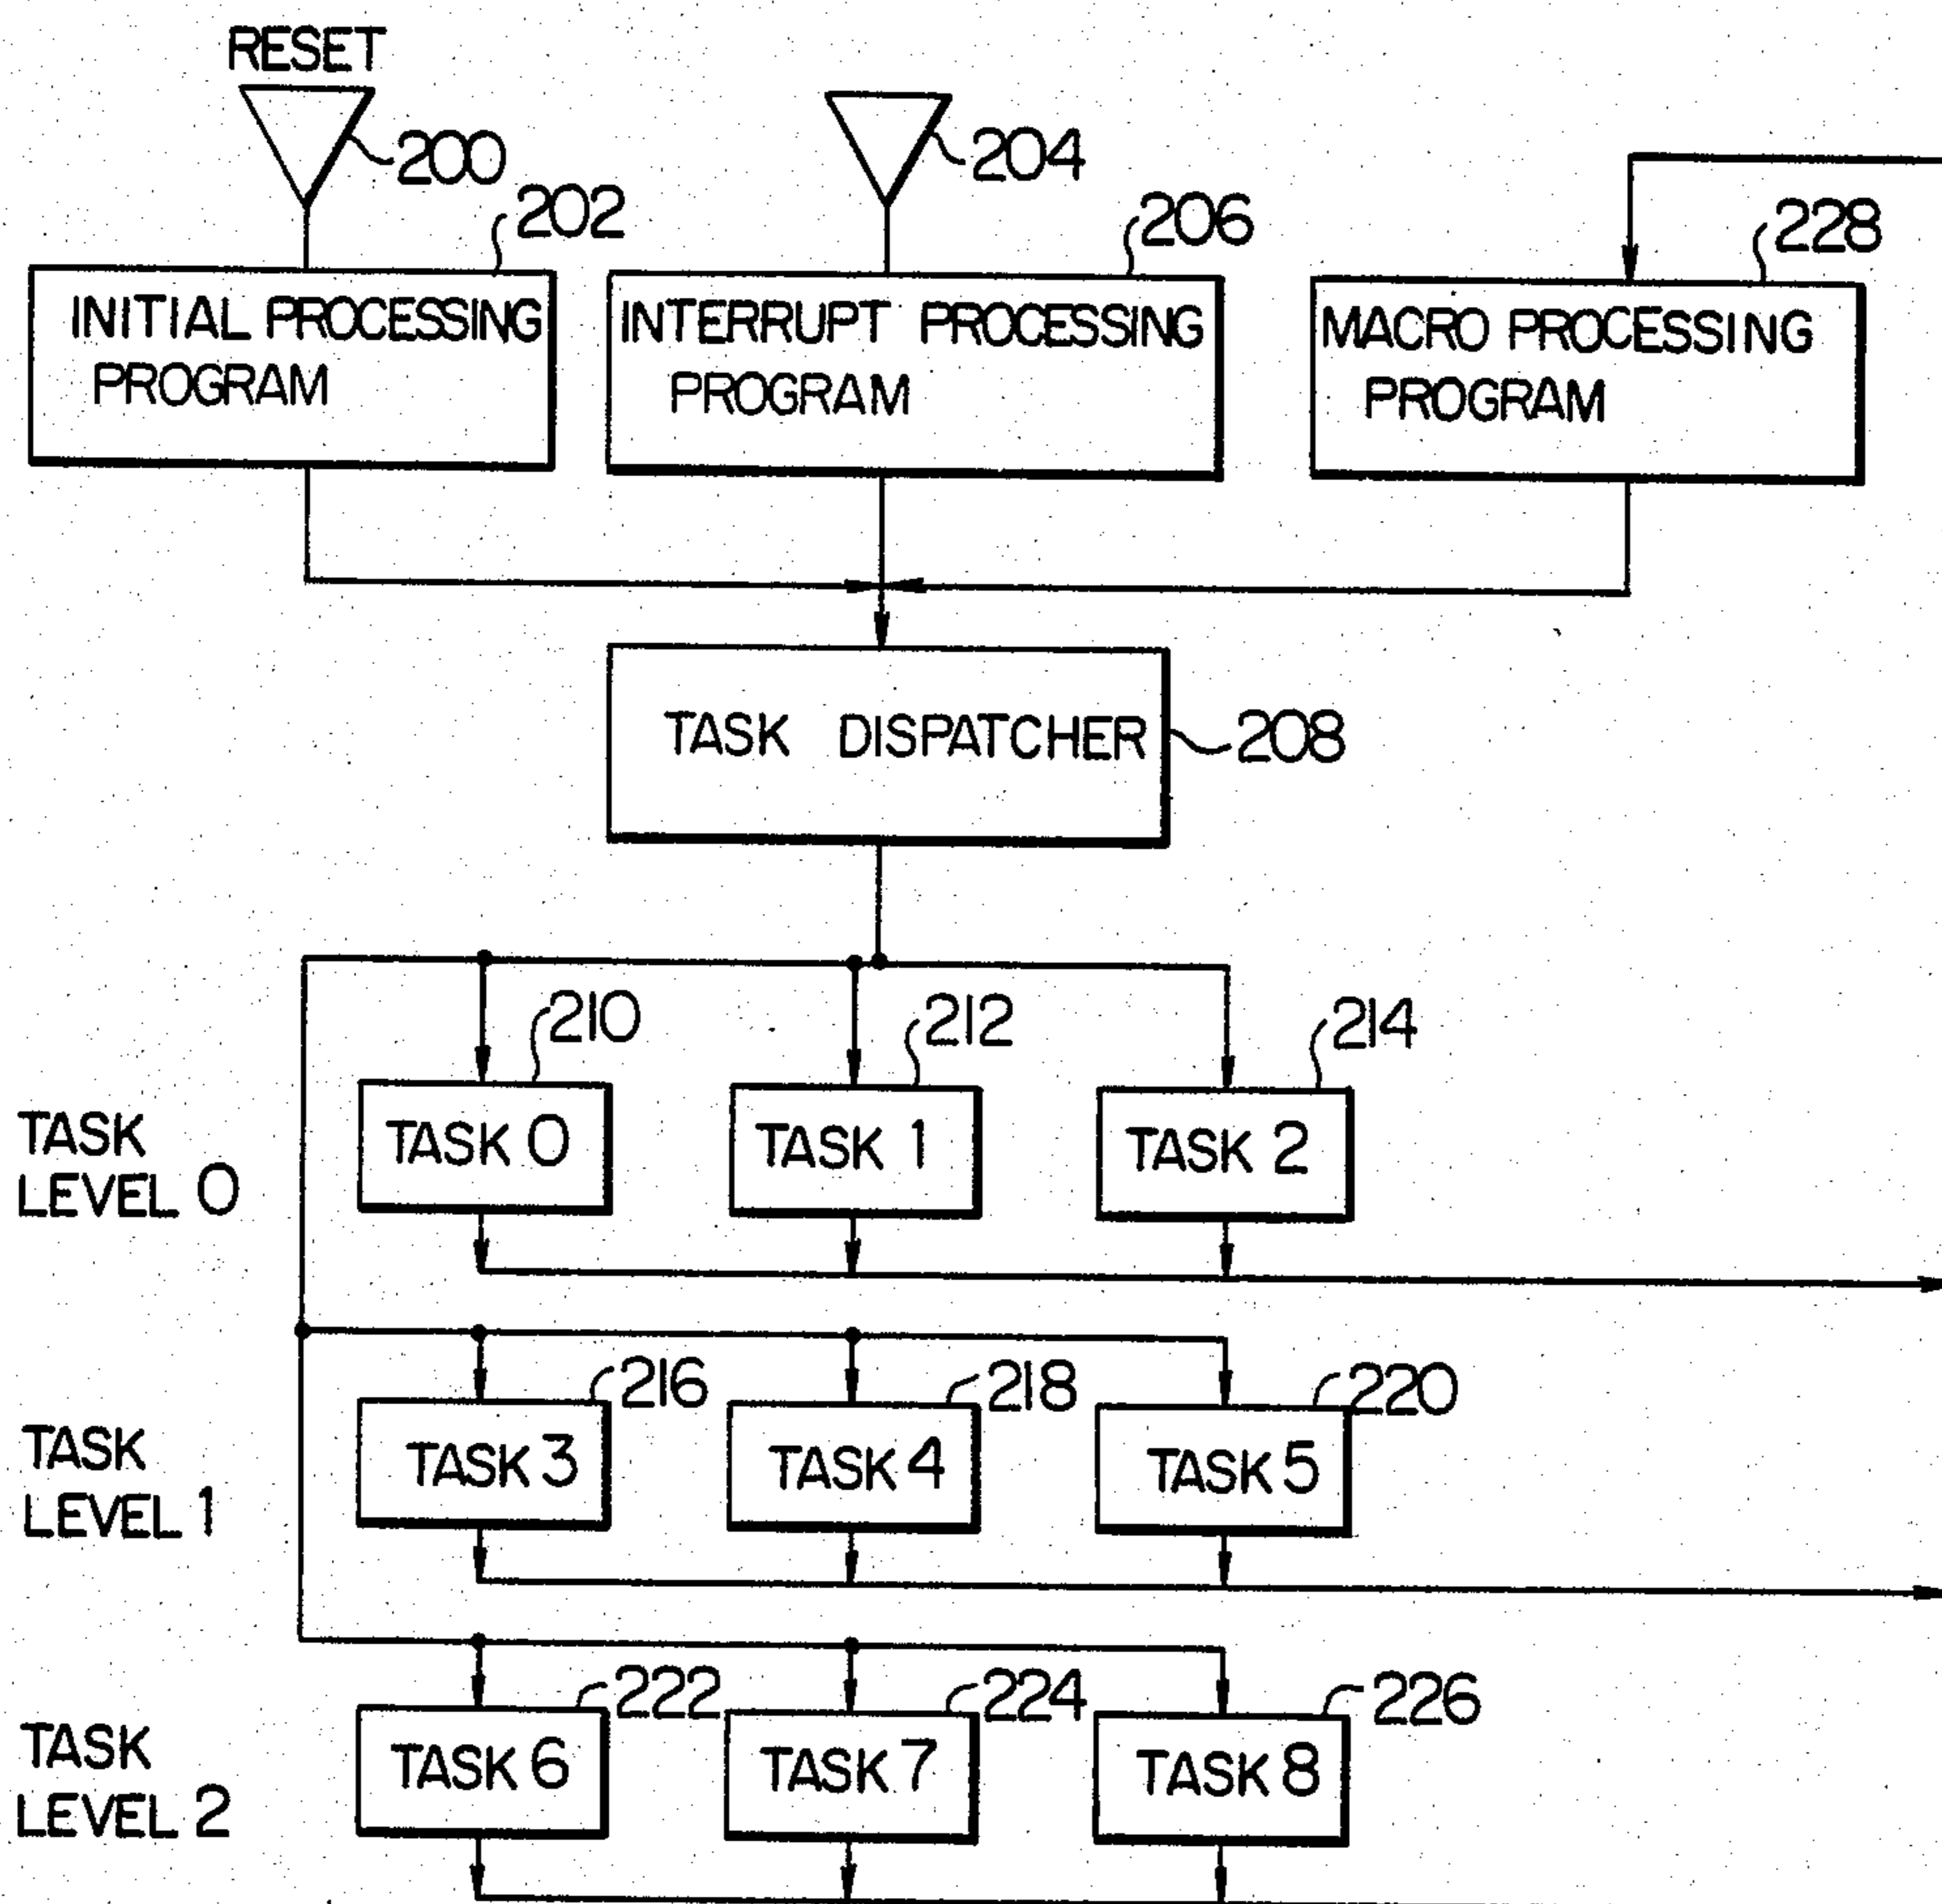 RESET
200
204
202
206
228
INITIAL PROCESSING
PROGRAM
INTERRUPT PROCESSING
PROGRAM
MACRO PROCESSING
PROGRAM
TASK DISPATCHER
208
210
212
214
TASK
LEVEL 0
TASK 0
TASK 1
TASK 2
216
218
220
TASK
LEVEL 1
TASK 3
TASK 4
TASK 5
222
224
226
TASK
LEVEL 2
TASK 6
TASK 7
TASK 8